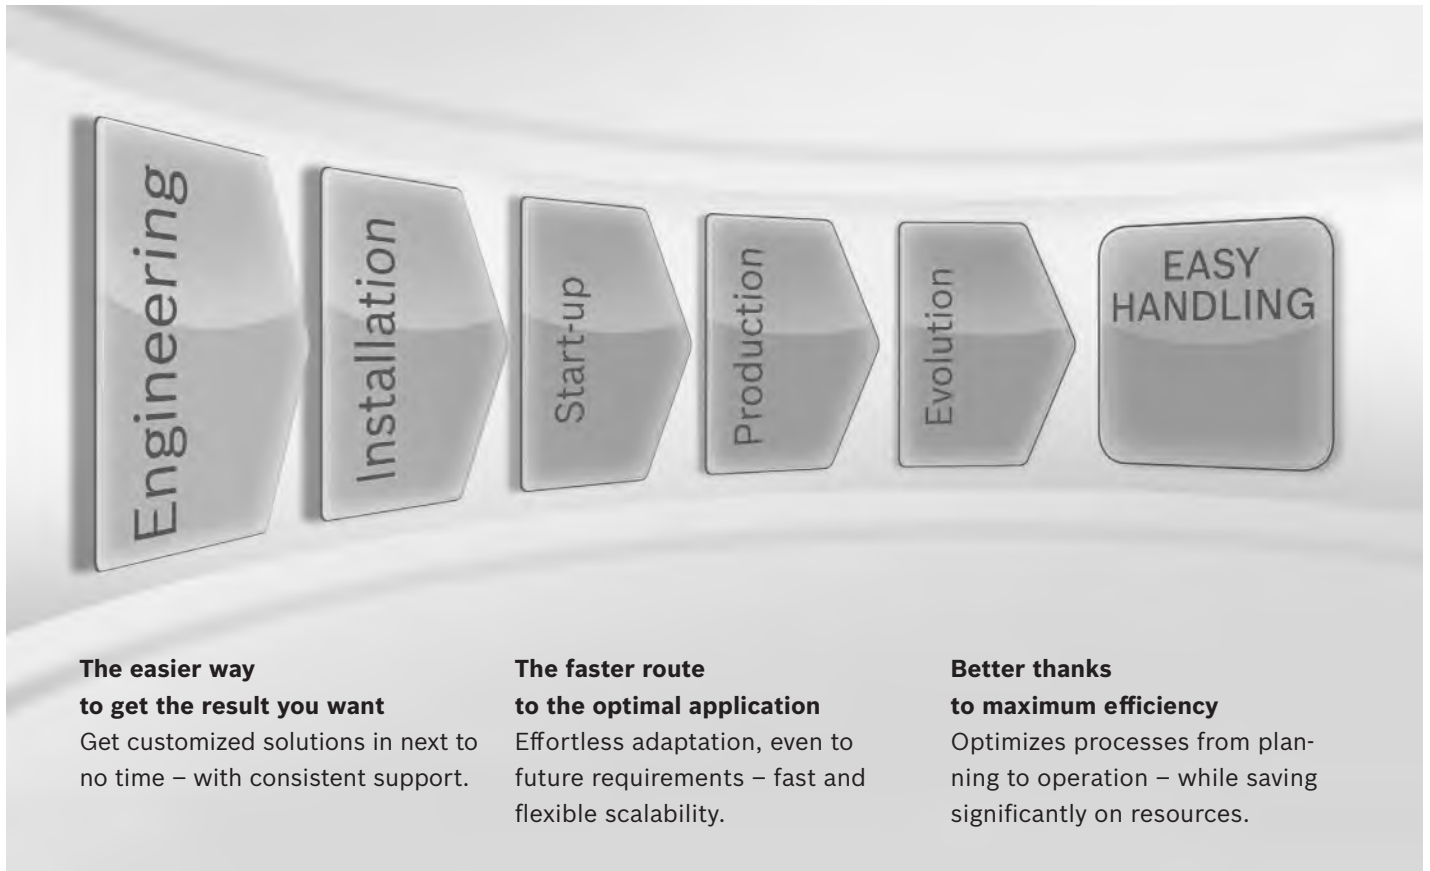 Engineering
Installation
Start-up
Production
Evolution
EASY
HANDLING
The easier way
to get the result you want
Get customized solutions in next to
no time – with consistent support.
The faster route
to the optimal application
Effortless adaptation, even to
future requirements – fast and
flexible scalability.
Better thanks
to maximum efficiency
Optimizes processes from plan-
ning to operation – while saving
significantly on resources.